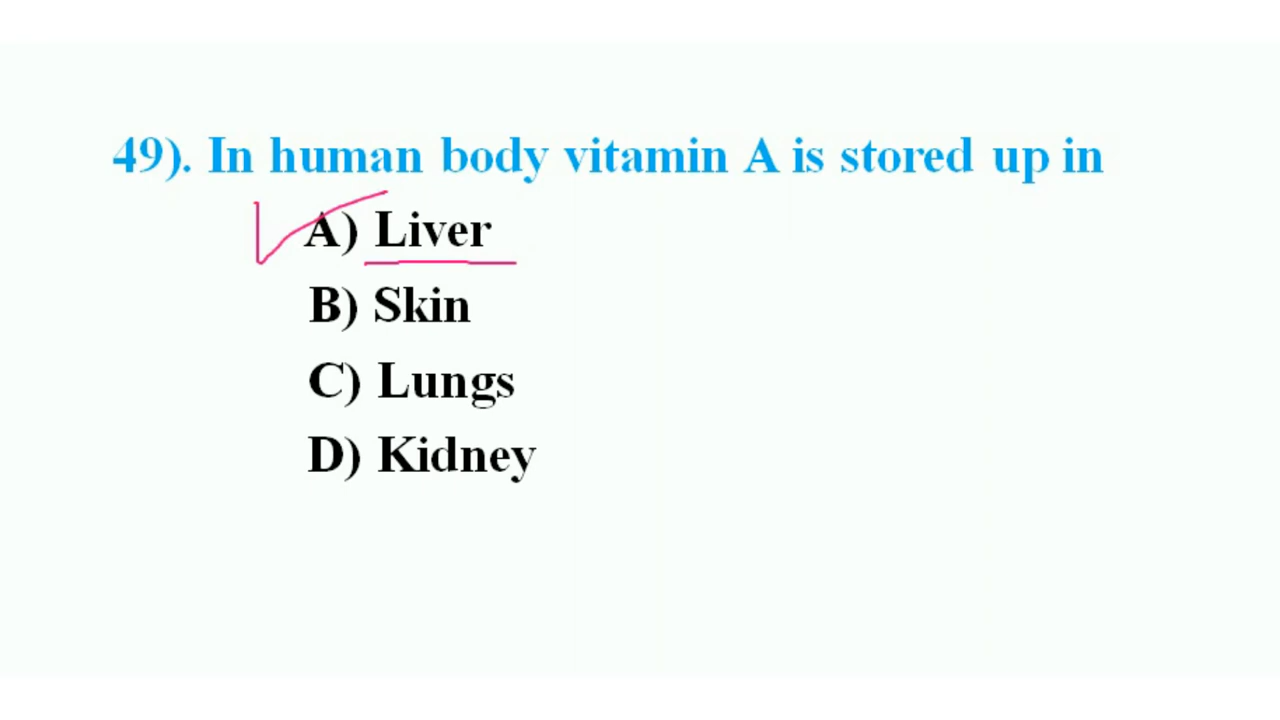 49). In human body vitamin A is stored up in
A) Liver
B) Skin
C) Lungs
D) Kidney